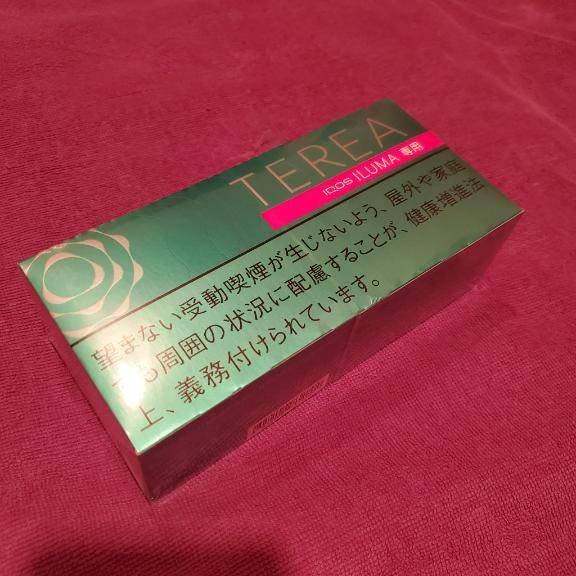 TEREA
IQOS ILUMA 専用
望まない受動喫煙が生じないよう、屋外や家庭
でも周囲の状況に配慮することが、健康増進法
上、義務付けられています。